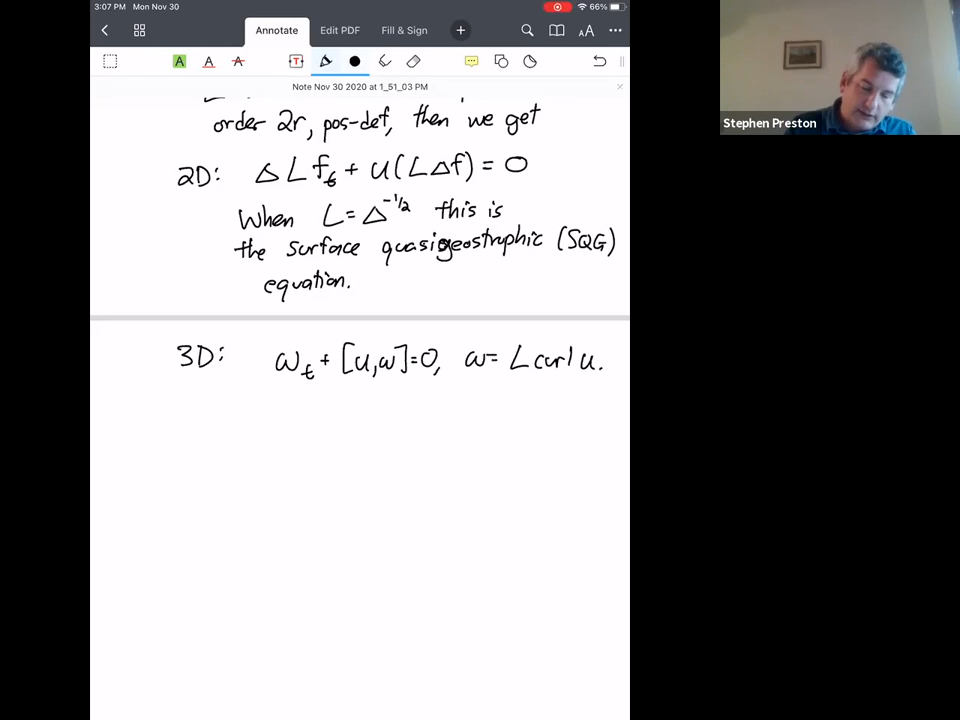 3:07 PM Mon Nov 30
66%
Annotate
Edit PDF
Fill & Sign
Note Nov 30 2020 at 1_51_03 PM
order 2r, pos-def, then we get
2D: Δ L f_t + u(LΔf) = 0
When L = Δ^{-1/2} this is
the surface quasigeostrophic (SQG)
equation.
3D: ω_t + [u,ω]=0, ω = L curl u.
Stephen Preston